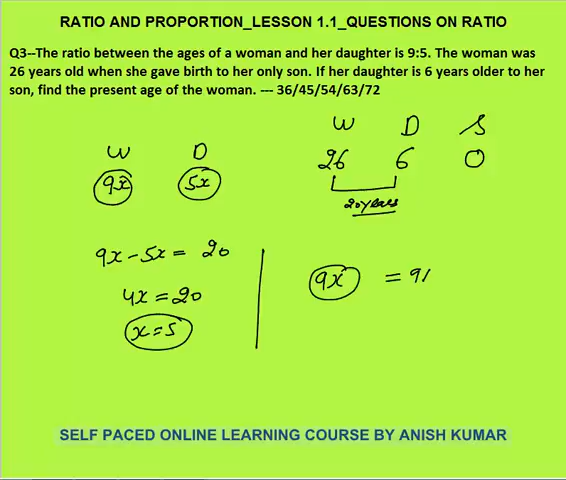 RATIO AND PROPORTION_LESSON 1.1_QUESTIONS ON RATIO
Q3--The ratio between the ages of a woman and her daughter is 9:5. The woman was
26 years old when she gave birth to her only son. If her daughter is 6 years older to her
son, find the present age of the woman. --- 36/45/54/63/72
W D S
26 6 0
20years
W D
9x 5x
9x-5x = 20
4x = 20
x=5
9x =
SELF PACED ONLINE LEARNING COURSE BY ANISH KUMAR